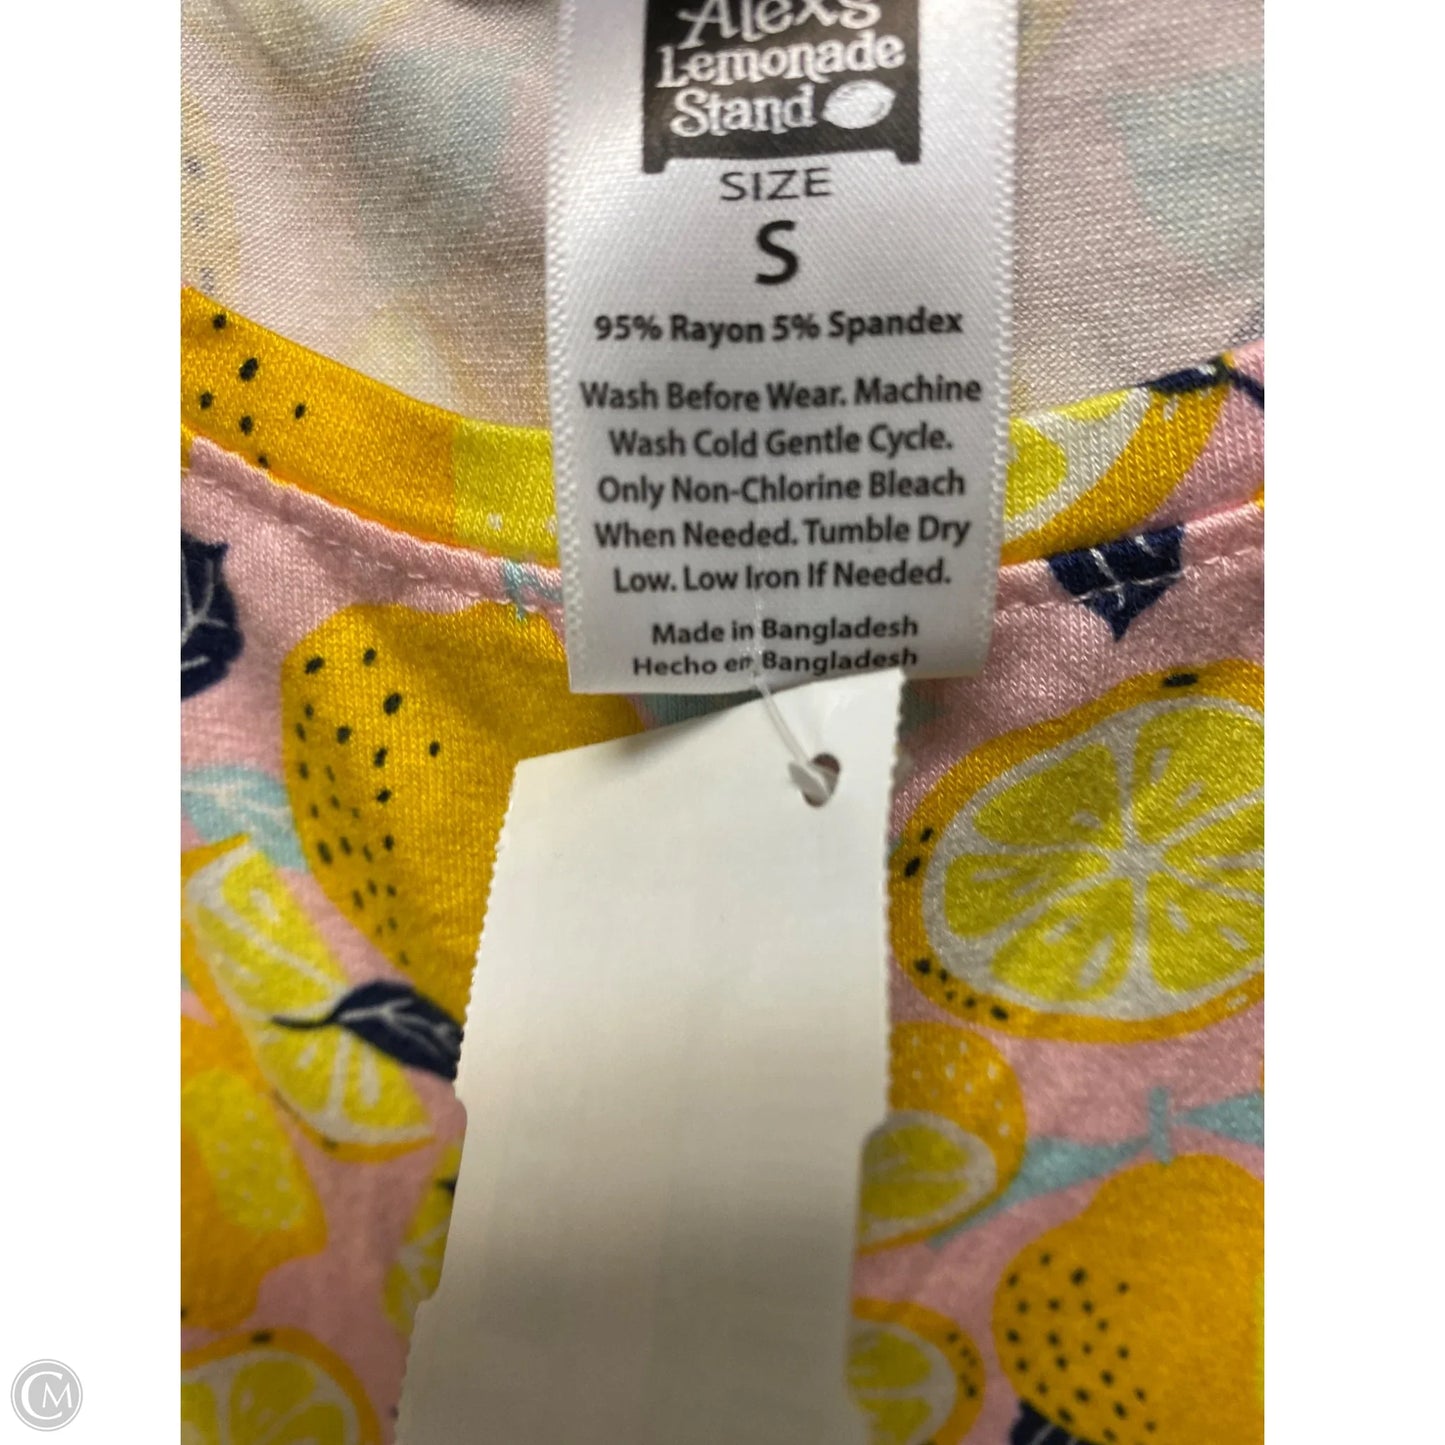 Alex's
Lemonade
Stand
SIZE
S
95% Rayon 5% Spandex
Wash Before Wear. Machine
Wash Cold Gentle Cycle.
Only Non-Chlorine Bleach
When Needed. Tumble Dry
Low. Low Iron If Needed.
Made in Bangladesh
Hecho en Bangladesh
CM